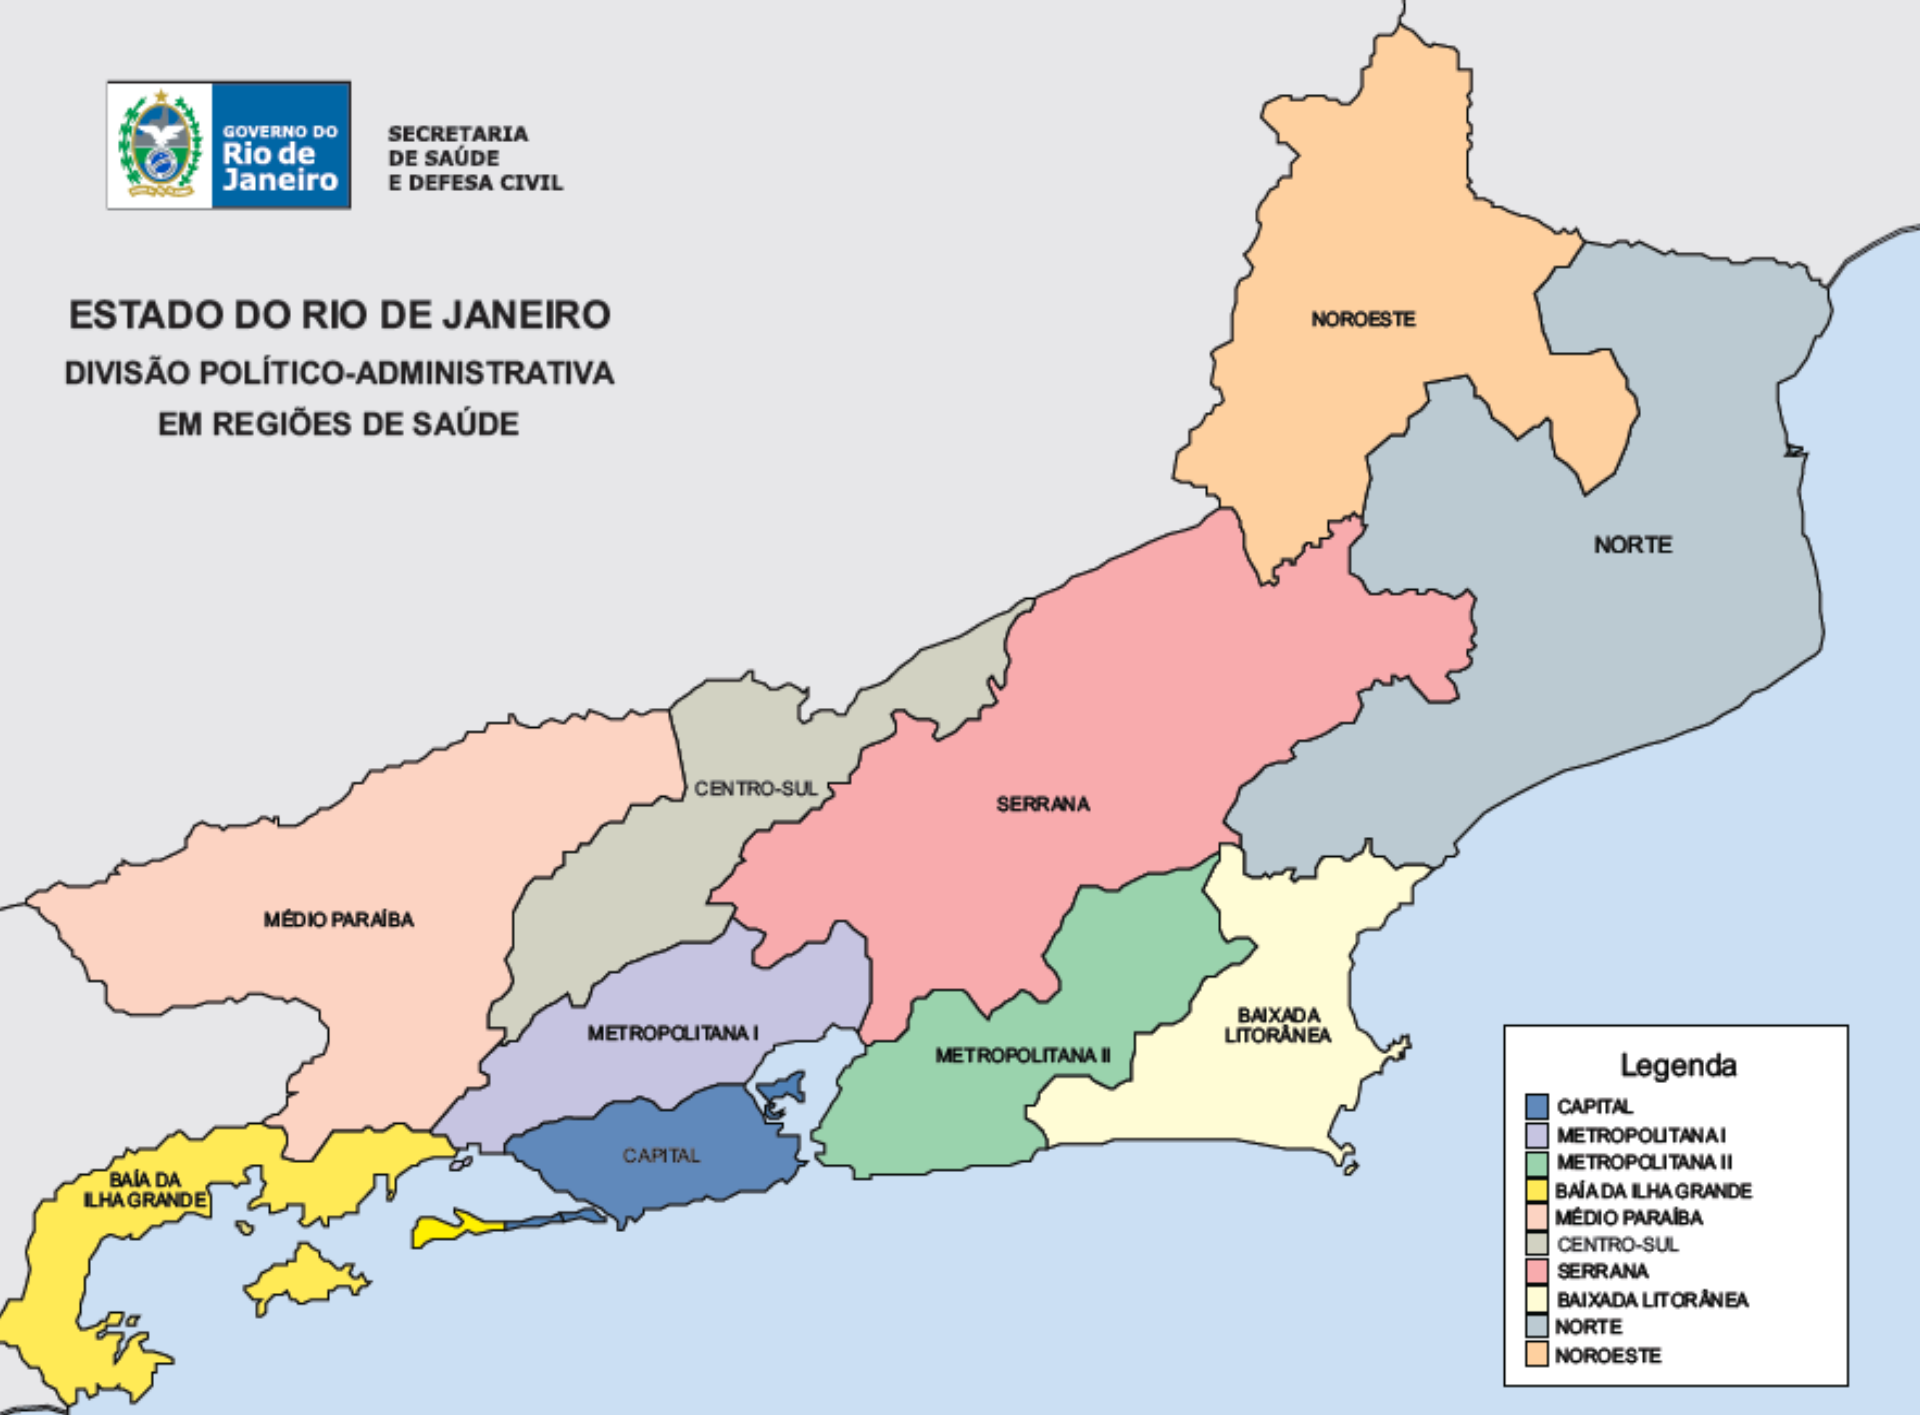 GOVERNO DO
Rio de
Janeiro
SECRETARIA
DE SAÚDE
E DEFESA CIVIL
ESTADO DO RIO DE JANEIRO
DIVISÃO POLÍTICO-ADMINISTRATIVA
EM REGIÕES DE SAÚDE
NOROESTE
NORTE
CENTRO-SUL
SERRANA
MÉDIO PARAÍBA
METROPOLITANA I
METROPOLITANA II
BAIXADA
LITORÂNEA
CAPITAL
BAÍA DA
ILHA GRANDE
Legenda
CAPITAL
METROPOLITANA I
METROPOLITANA II
BAÍA DA ILHA GRANDE
MÉDIO PARAÍBA
CENTRO-SUL
SERRANA
BAIXADA LITORÂNEA
NORTE
NOROESTE